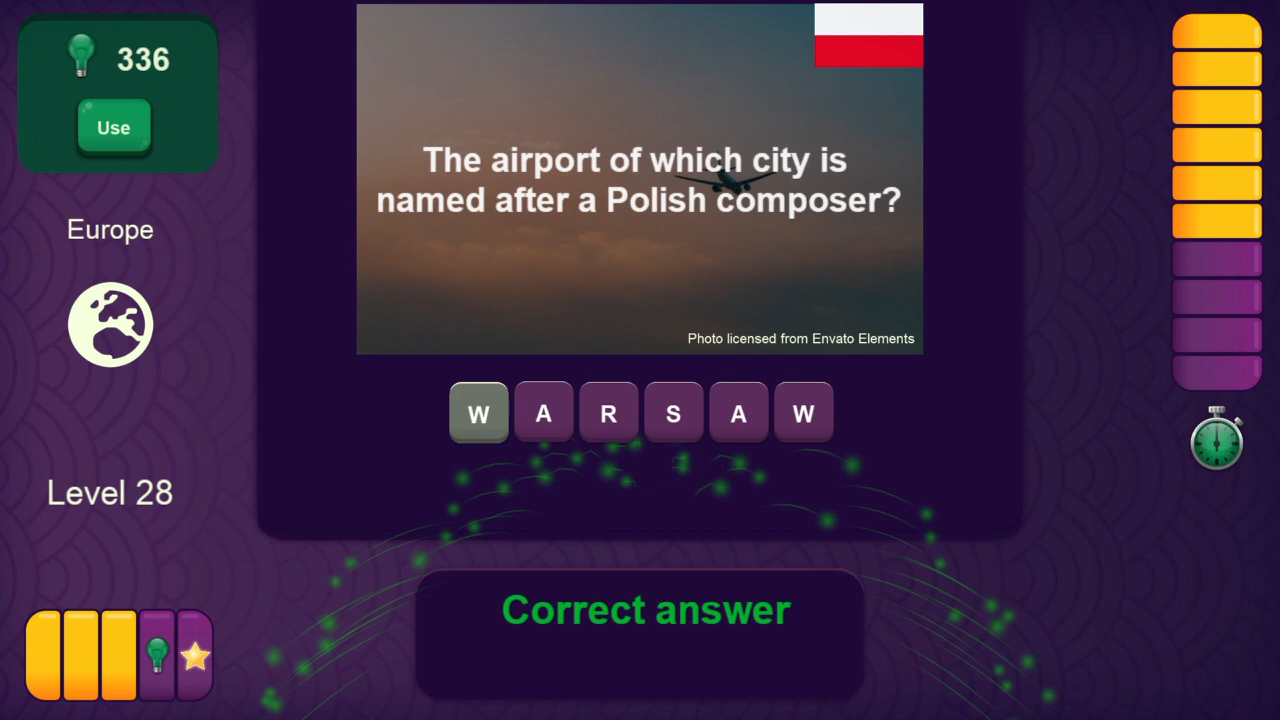 336
Use
Europe
Level 28
The airport of which city is
named after a Polish composer?
Photo licensed from Envato Elements
W A R S A W
Correct answer